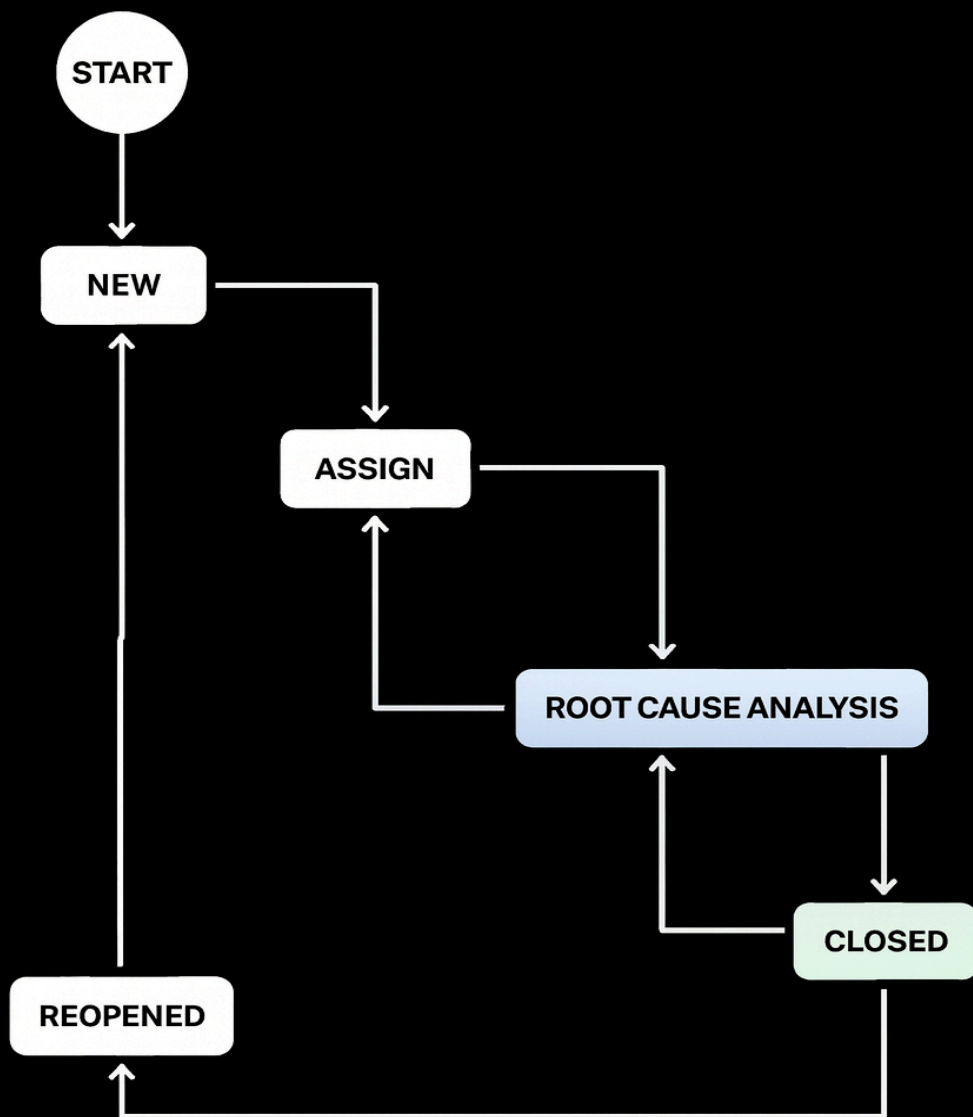 START
NEW
ASSIGN
ROOT CAUSE ANALYSIS
CLOSED
REOPENED